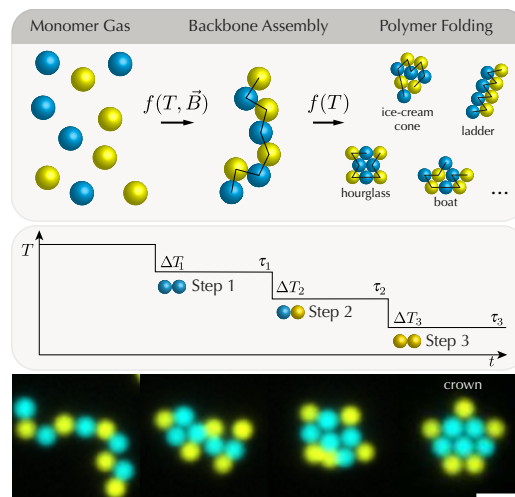 Monomer Gas
Backbone Assembly
Polymer Folding
f(T, B⃗)
f(T)
ice-cream
cone
ladder
hourglass
boat
...
T
ΔT₁
τ₁
Step 1
ΔT₂
τ₂
Step 2
ΔT₃
τ₃
Step 3
t
crown